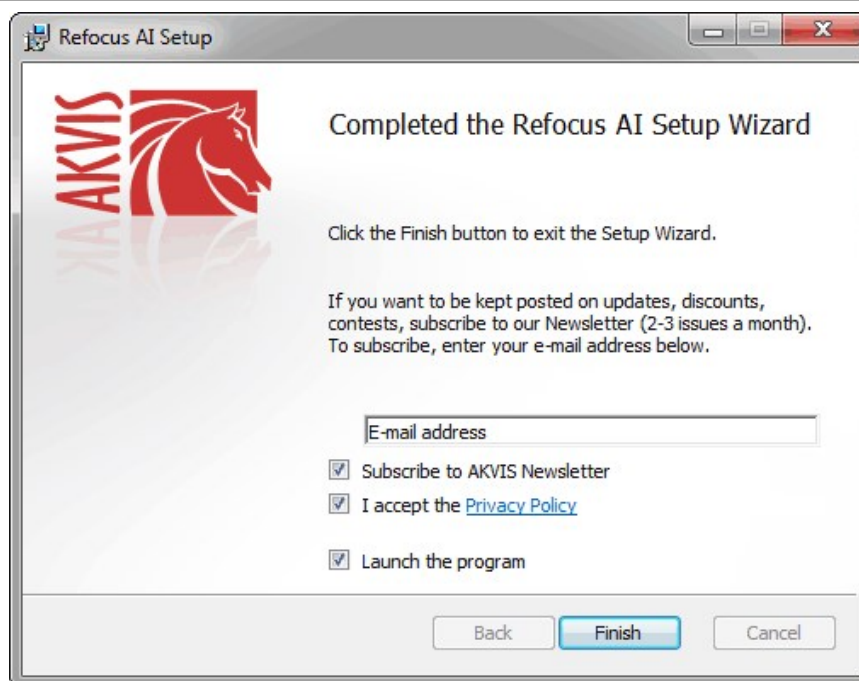 Refocus AI Setup
AKVIS
Completed the Refocus AI Setup Wizard
Click the Finish button to exit the Setup Wizard.
If you want to be kept posted on updates, discounts,
contests, subscribe to our Newsletter (2-3 issues a month).
To subscribe, enter your e-mail address below.
E-mail address
Subscribe to AKVIS Newsletter
I accept the Privacy Policy
Launch the program
Back
Finish
Cancel